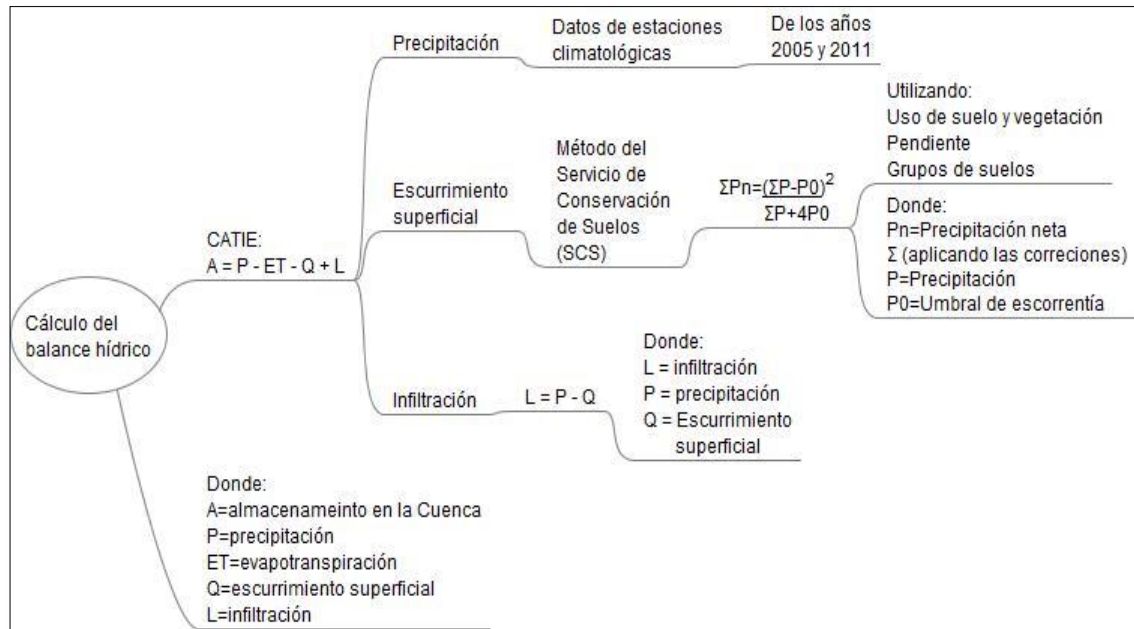 Cálculo del
balance hídrico
CATIE:
A = P - ET - Q + L
Precipitación
Datos de estaciones
climatológicas
De los años
2005 y 2011
Escurrimiento
superficial
Método del
Servicio de
Conservación
de Suelos
(SCS)
ΣPn=(ΣP-P0)²
ΣP+4P0
Utilizando:
Uso de suelo y vegetación
Pendiente
Grupos de suelos
Donde:
Pn=Precipitación neta
Σ (aplicando las correciones)
P=Precipitación
P0=Umbral de escorrentía
Infiltración
L = P - Q
Donde:
L = infiltración
P = precipitación
Q = Escurrimiento
superficial
Donde:
A=almacenameinto en la Cuenca
P=precipitación
ET=evapotranspiración
Q=escurrimiento superficial
L=infiltración